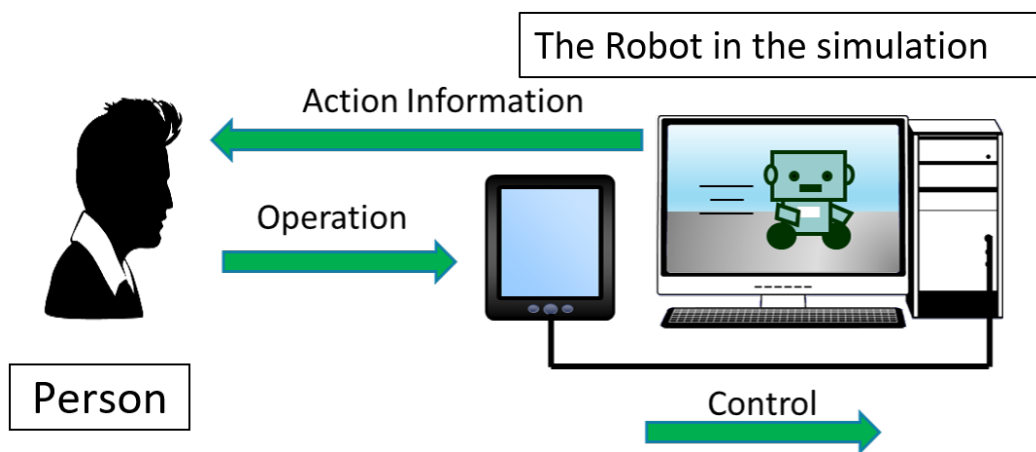 The Robot in the simulation
Action Information
Operation
Person
Control